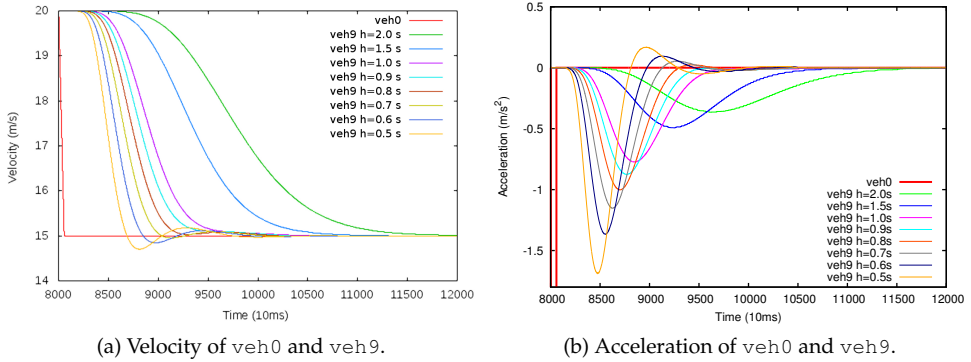 20
19
18
17
16
15
14
8000 8500 9000 9500 10000 10500 11000 11500 12000
Velocity (m/s)
Time (10ms)
veh0
veh9 h=2.0 s
veh9 h=1.5 s
veh9 h=1.0 s
veh9 h=0.9 s
veh9 h=0.8 s
veh9 h=0.7 s
veh9 h=0.6 s
veh9 h=0.5 s
(a) Velocity of veh0 and veh9.
0.5
0
-0.5
-1
-1.5
8000 8500 9000 9500 10000 10500 11000 11500 12000
Acceleration (m/s²)
Time (10ms)
veh0
veh9 h=2.0s
veh9 h=1.5s
veh9 h=1.0s
veh9 h=0.9s
veh9 h=0.8s
veh9 h=0.7s
veh9 h=0.6s
veh9 h=0.5s
(b) Acceleration of veh0 and veh9.